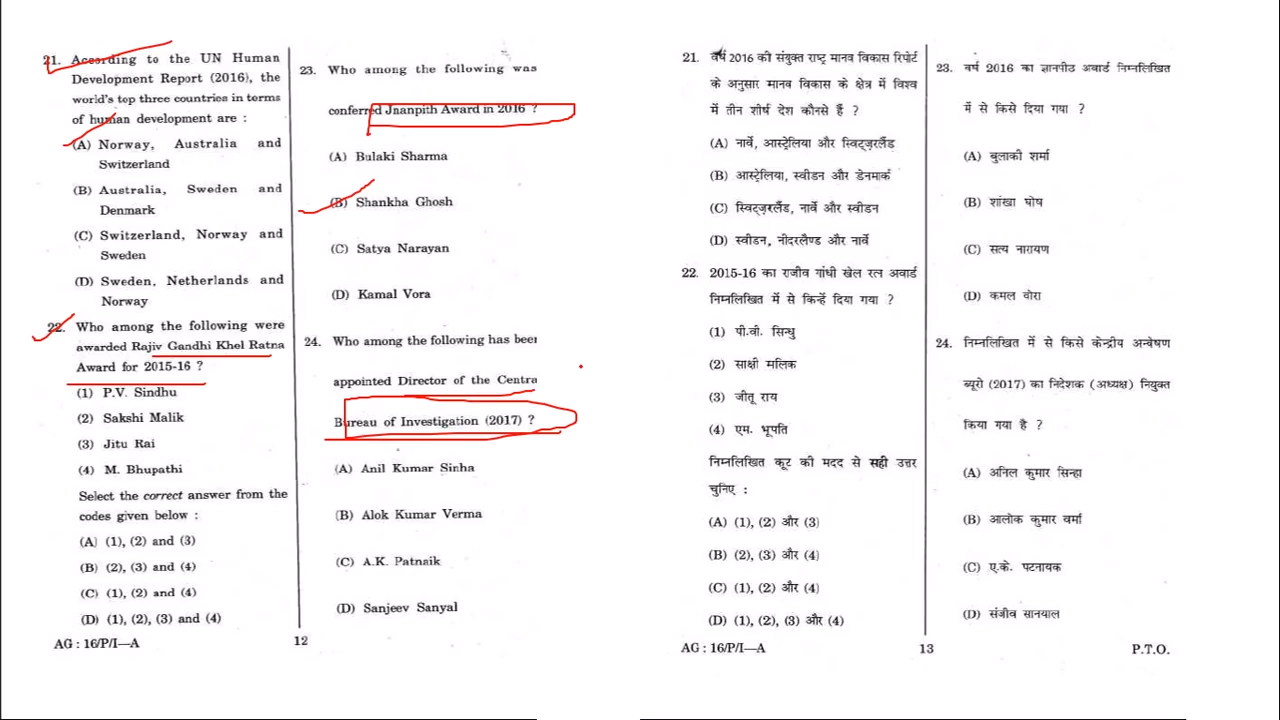 21. According to the UN Human
Development Report (2016), the
world's top three countries in terms
of human development are :
(A) Norway, Australia and
Switzerland
(B) Australia, Sweden and
Denmark
(C) Switzerland, Norway and
Sweden
(D) Sweden, Netherlands and
Norway
22. Who among the following were
awarded Rajiv Gandhi Khel Ratna
Award for 2015-16 ?
(1) P.V. Sindhu
(2) Sakshi Malik
(3) Jitu Rai
(4) M. Bhupathi
Select the correct answer from the
codes given below :
(A) (1), (2) and (3)
(B) (2), (3) and (4)
(C) (1), (2) and (4)
(D) (1), (2), (3) and (4)
AG : 16/P/I—A
23. Who among the following was
conferred Jnanpith Award in 2016 ?
(A) Bulaki Sharma
(B) Shankha Ghosh
(C) Satya Narayan
(D) Kamal Vora
24. Who among the following has been
appointed Director of the Centra
Bureau of Investigation (2017) ?
(A) Anil Kumar Sinha
(B) Alok Kumar Verma
(C) A.K. Patnaik
(D) Sanjeev Sanyal
12
21. वर्ष 2016 की संयुक्त राष्ट्र मानव विकास रिपोर्ट
के अनुसार मानव विकास के क्षेत्र में विश्व
में तीन शीर्ष देश कौनसे हैं ?
(A) नार्वे, आस्ट्रेलिया और स्विट्ज़रलैंड
(B) आस्ट्रेलिया, स्वीडन और डेनमार्क
(C) स्विट्ज़रलैंड, नार्वे और स्वीडन
(D) स्वीडन, नीदरलैण्ड और नार्वे
22. 2015-16 का राजीव गांधी खेल रत्न अवार्ड
निम्नलिखित में से किन्हें दिया गया ?
(1) पी.वी. सिन्धु
(2) साक्षी मलिक
(3) जीतू राय
(4) एम. भूपति
निम्नलिखित कूट की मदद से सही उत्तर
चुनिए :
(A) (1), (2) और (3)
(B) (2), (3) और (4)
(C) (1), (2) और (4)
(D) (1), (2), (3) और (4)
AG : 16/P/I—A
23. वर्ष 2016 का ज्ञानपीठ अवार्ड निम्नलिखित
में से किसे दिया गया ?
(A) बुलाकी शर्मा
(B) शांखा घोष
(C) सत्य नारायण
(D) कमल वोरा
24. निम्नलिखित में से किसे केन्द्रीय अन्वेषण
ब्यूरो (2017) का निदेशक (अध्यक्ष) नियुक्त
किया गया है ?
(A) अनिल कुमार सिन्हा
(B) आलोक कुमार वर्मा
(C) ए.के. पटनायक
(D) संजीव सानयाल
13
P.T.O.